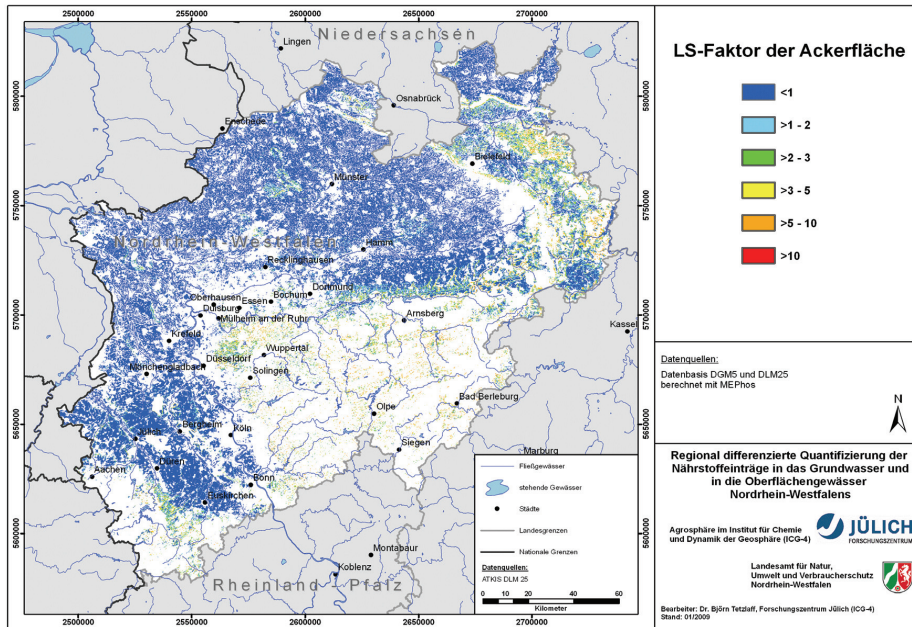 2500000 2550000 2600000 2650000 2700000
Niedersachsen
Lingen
5800000
Osnabrück
Enschede
Bielefeld
Münster
5750000
Nordrhein-Westfalen
Hamm
Recklinghausen
Dortmund
Oberhausen
Essen
Bochum
Duisburg
5700000
Mülheim an der Ruhr
Arnsberg
Kassel
Krefeld
Wuppertal
Düsseldorf
Mönchengladbach
Solingen
Bad Berleburg
Olpe
5650000
Bergheim
Köln
Jülich
Siegen
Marburg
Düren
Aachen
Bonn
Euskirchen
5600000
Montabaur
Koblenz
Rheinland - Pfalz
2500000 2550000 2600000 2650000 2700000
Fließgewässer
stehende Gewässer
Städte
Landesgrenzen
Nationale Grenzen
Datenquellen:
ATKIS DLM 25
0 10 20 40 60
Kilometer
LS-Faktor der Ackerfläche
<1
>1 - 2
>2 - 3
>3 - 5
>5 - 10
>10
Datenquellen:
Datenbasis DGM5 und DLM25
berechnet mit MEPhos
N
Regional differenzierte Quantifizierung der
Nährstoffeinträge in das Grundwasser und
in die Oberflächengewässer
Nordrhein-Westfalens
Agrosphäre im Institut für Chemie
und Dynamik der Geosphäre (ICG-4)
JÜLICH
FORSCHUNGSZENTRUM
Landesamt für Natur,
Umwelt und Verbraucherschutz
Nordrhein-Westfalen
Bearbeiter: Dr. Björn Tetzlaff, Forschungszentrum Jülich (ICG-4)
Stand: 01/2009